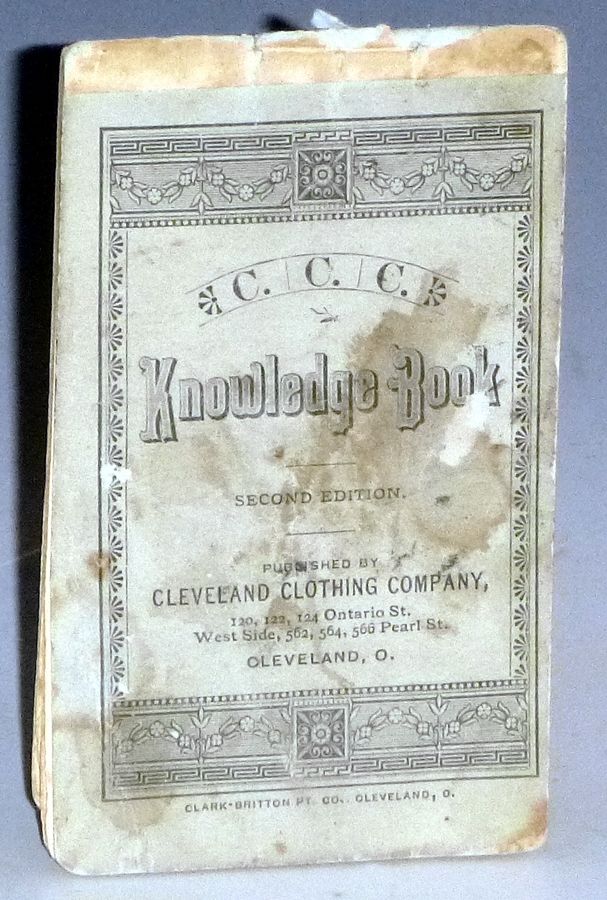 C. C. C.
Knowledge Book
SECOND EDITION.
PUBLISHED BY
CLEVELAND CLOTHING COMPANY,
120, 122, 124 Ontario St.
West Side, 562, 564, 566 Pearl St.
CLEVELAND, O.
CLARK-BRITTON PT. CO., CLEVELAND, O.